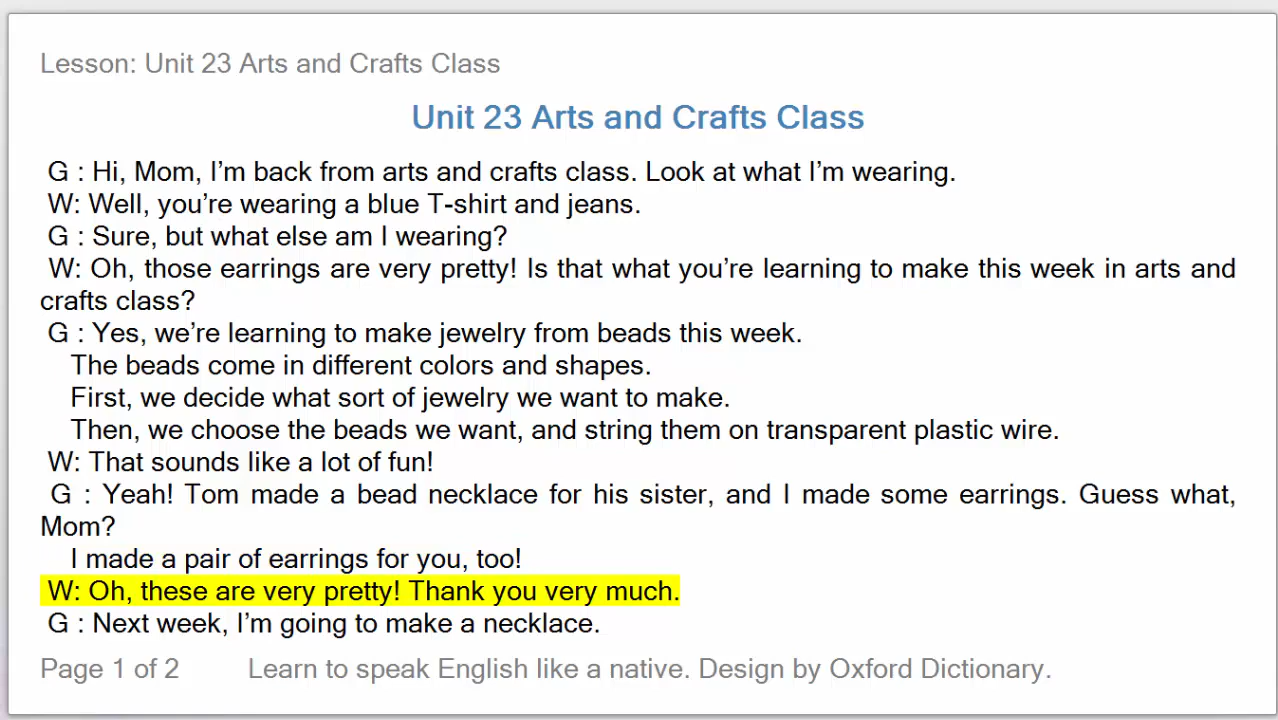 Lesson: Unit 23 Arts and Crafts Class
Unit 23 Arts and Crafts Class
G : Hi, Mom, I'm back from arts and crafts class. Look at what I'm wearing.
W: Well, you're wearing a blue T-shirt and jeans.
G : Sure, but what else am I wearing?
W: Oh, those earrings are very pretty! Is that what you're learning to make this week in arts and
crafts class?
G : Yes, we're learning to make jewelry from beads this week.
The beads come in different colors and shapes.
First, we decide what sort of jewelry we want to make.
Then, we choose the beads we want, and string them on transparent plastic wire.
W: That sounds like a lot of fun!
G : Yeah! Tom made a bead necklace for his sister, and I made some earrings. Guess what,
Mom?
I made a pair of earrings for you, too!
W: Oh, these are very pretty! Thank you very much.
G : Next week, I'm going to make a necklace.
Page 1 of 2 Learn to speak English like a native. Design by Oxford Dictionary.